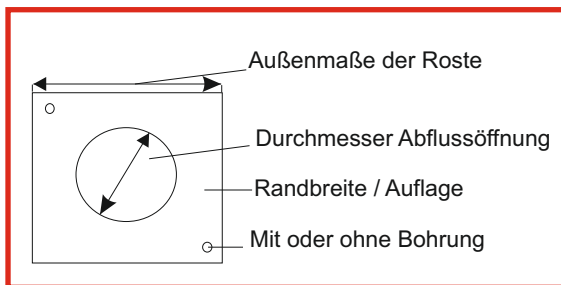 Außenmaße der Roste
Durchmesser Abflussöffnung
Randbreite / Auflage
Mit oder ohne Bohrung